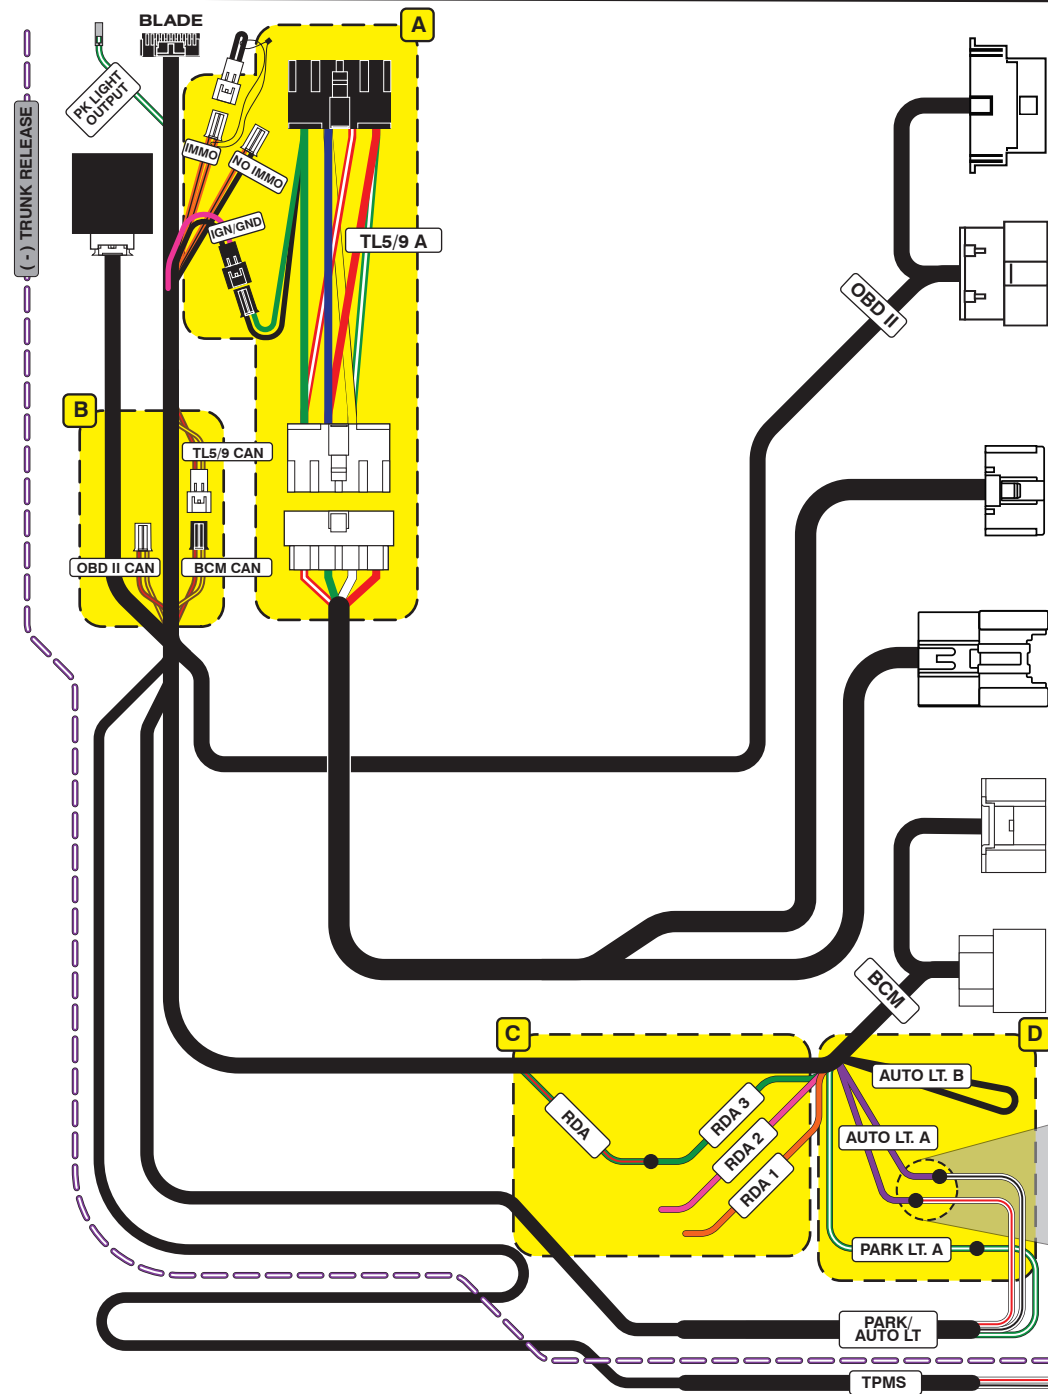 BLADE
A
PK LIGHT
OUTPUT
(-) TRUNK RELEASE
IMMO
NO IMMO
IGN/GND
TL5/9 A
OBD II
B
TL5/9 CAN
OBD II CAN
BCM CAN
BCM
C
D
AUTO LT. B
RDA
RDA 3
AUTO LT. A
RDA 2
RDA 1
PARK LT. A
PARK/
AUTO LT
TPMS